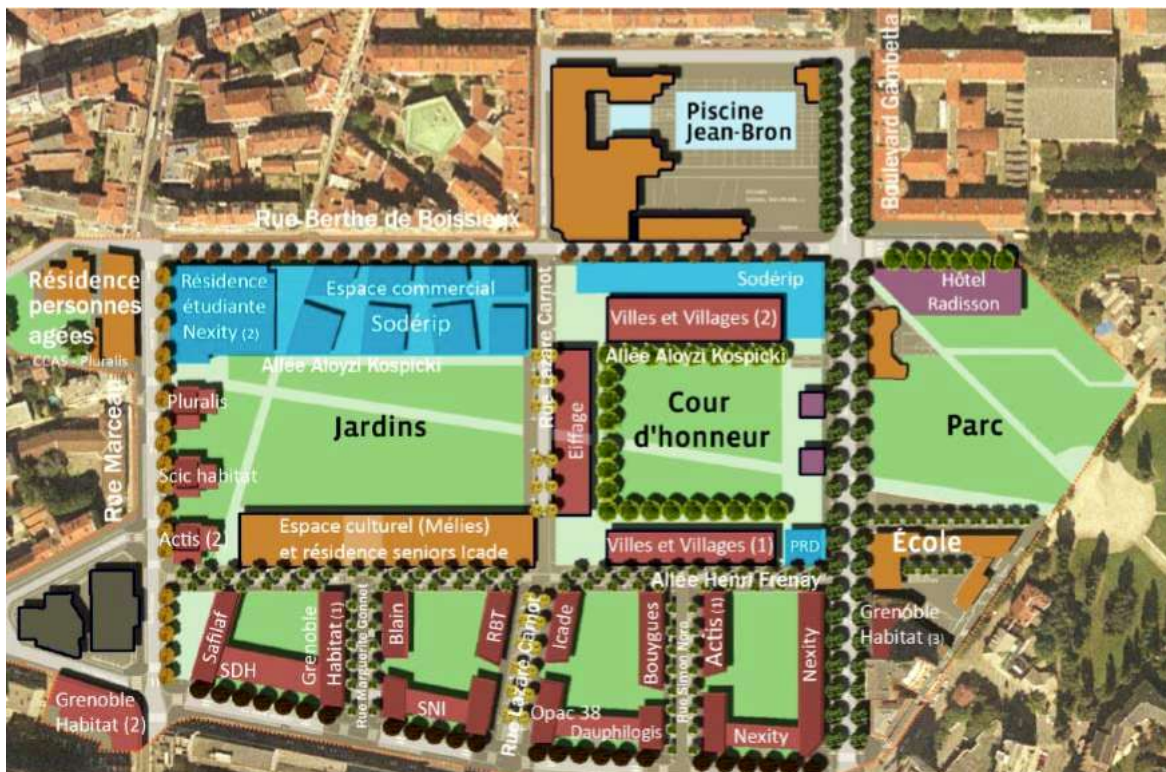 Piscine
Jean-Bron
Boulevard Gambetta
Rue Berthe de Boissieux
Résidence
personnes
agées
CCAS - Pluralis
Résidence
étudiante
Nexity (2)
Espace commercial
Sodérip
Sodérip
Hôtel
Radisson
Villes et Villages (2)
Allée Aloyzi Kospicki
Allée Aloyzi Kospicki
Rue Lazare Carnot
Rue Marceau
Pluralis
Jardins
Eiffage
Cour
d'honneur
Parc
Scic habitat
Actis (2)
Espace culturel (Mélies)
et résidence seniors Icade
Villes et Villages (1)
PRD
École
Allée Henri Frenay
Safilaf
SDH
Grenoble
Habitat (1)
Rue Marguerite Gonnet
Blain
SNI
RBT
Rue Lazare Carnot
Icade
Opac 38
Dauphilogis
Bouygues
Rue Simon Nora
Actis (1)
Nexity
Nexity
Grenoble
Habitat (3)
Grenoble
Habitat (2)